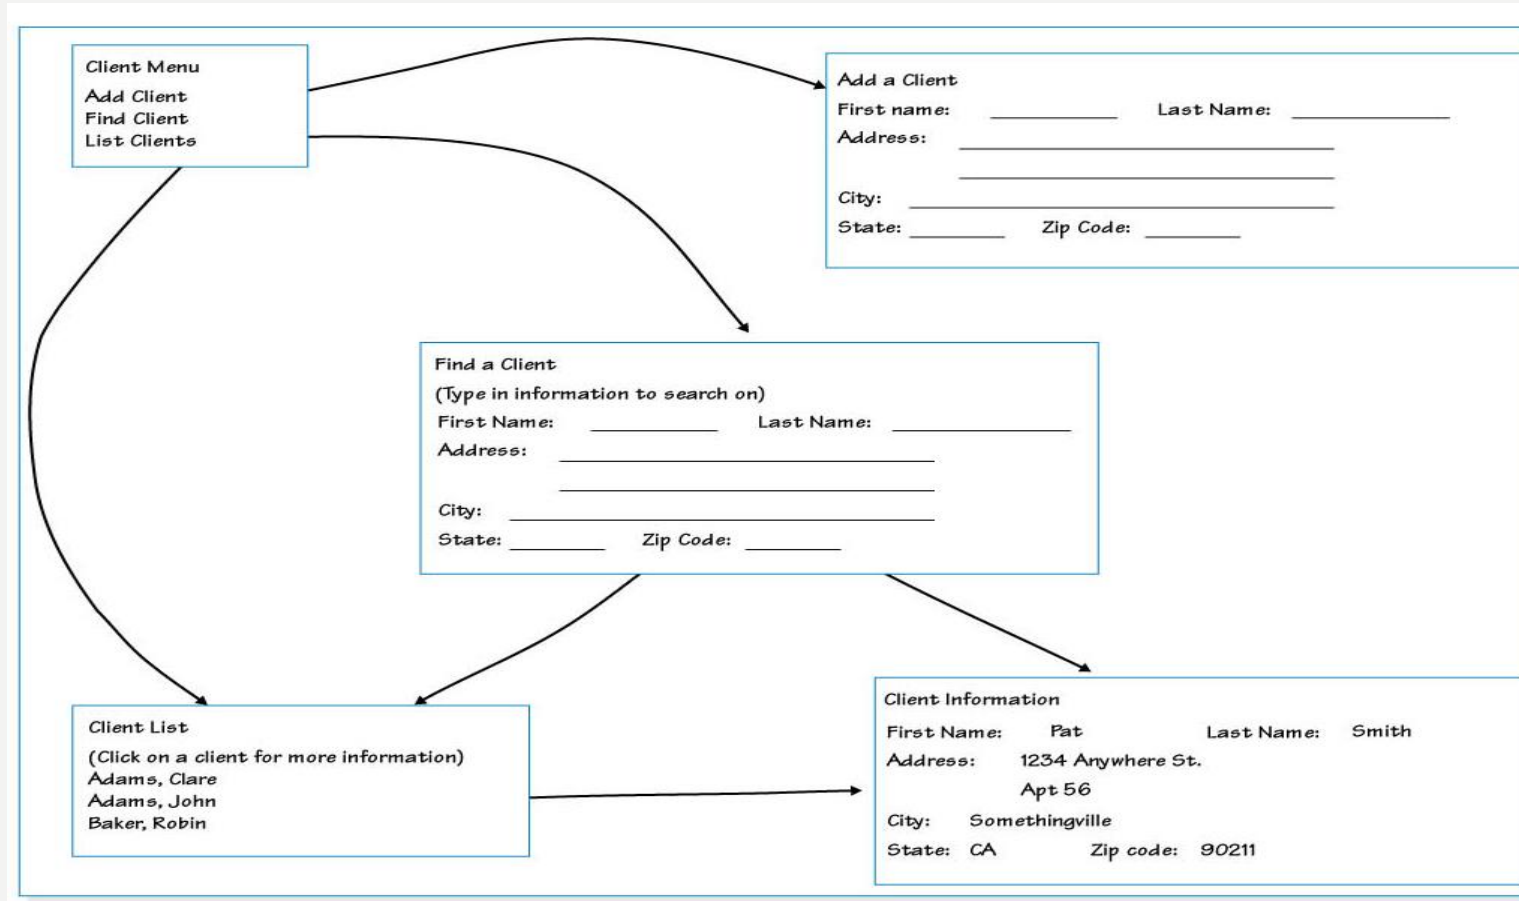 Client Menu
Add Client
Find Client
List Clients
Add a Client
First name: Last Name:
Address:
City:
State: Zip Code:
Find a Client
(Type in information to search on)
First Name: Last Name:
Address:
City:
State: Zip Code:
Client List
(Click on a client for more information)
Adams, Clare
Adams, John
Baker, Robin
Client Information
First Name: Pat Last Name: Smith
Address: 1234 Anywhere St.
Apt 56
City: Somethingville
State: CA Zip code: 90211